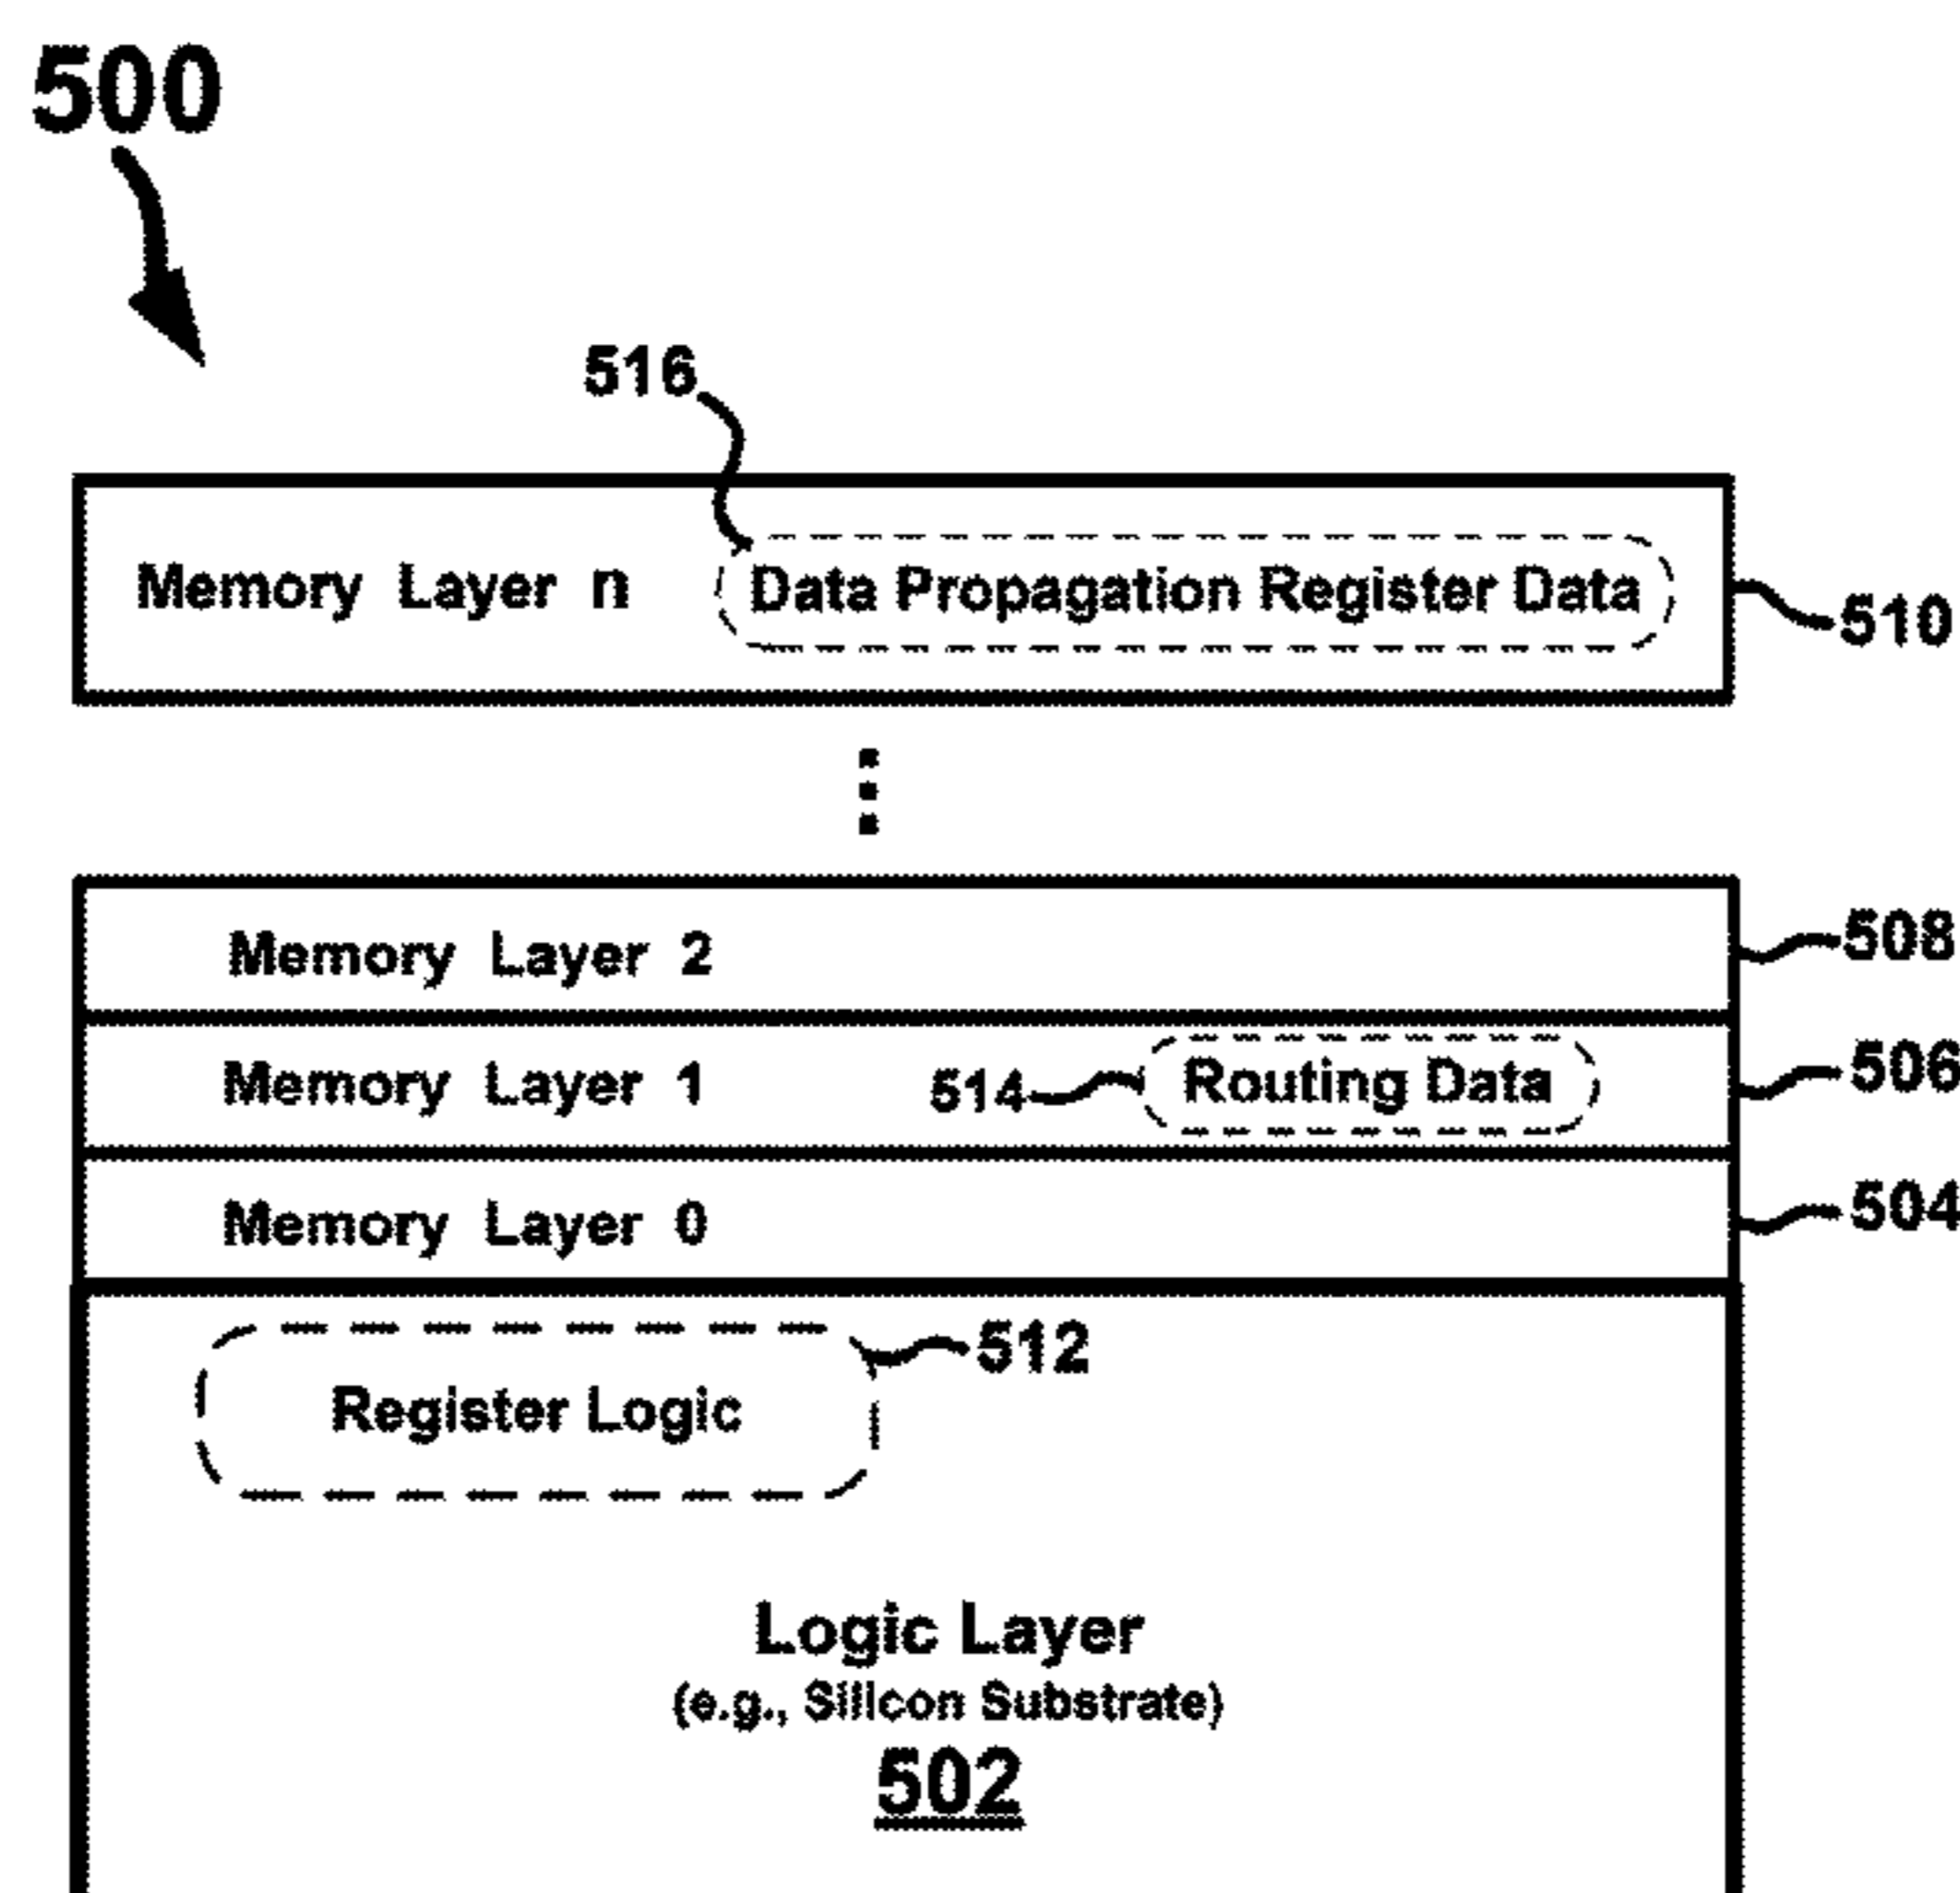 500
516
Memory Layer n Data Propagation Register Data
510
Memory Layer 2 508
Memory Layer 1 514 Routing Data 506
Memory Layer 0 504
512
Register Logic
Logic Layer
(e.g., Silicon Substrate)
502